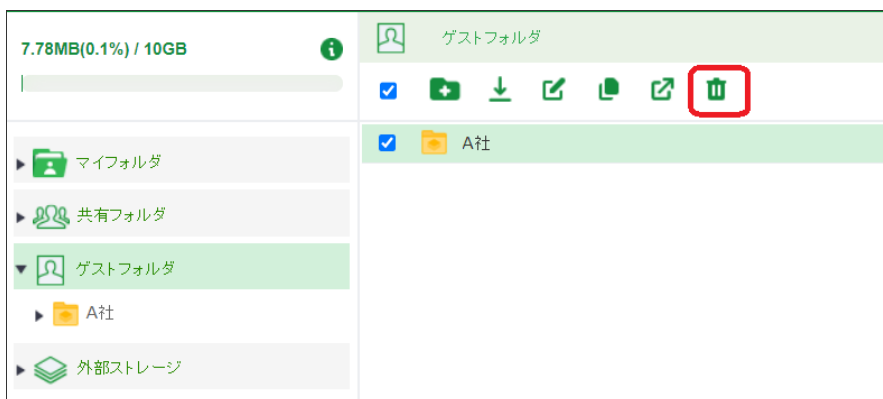 7.78MB(0.1%) / 10GB
マイフォルダ
共有フォルダ
ゲストフォルダ
A社
外部ストレージ
ゲストフォルダ
A社